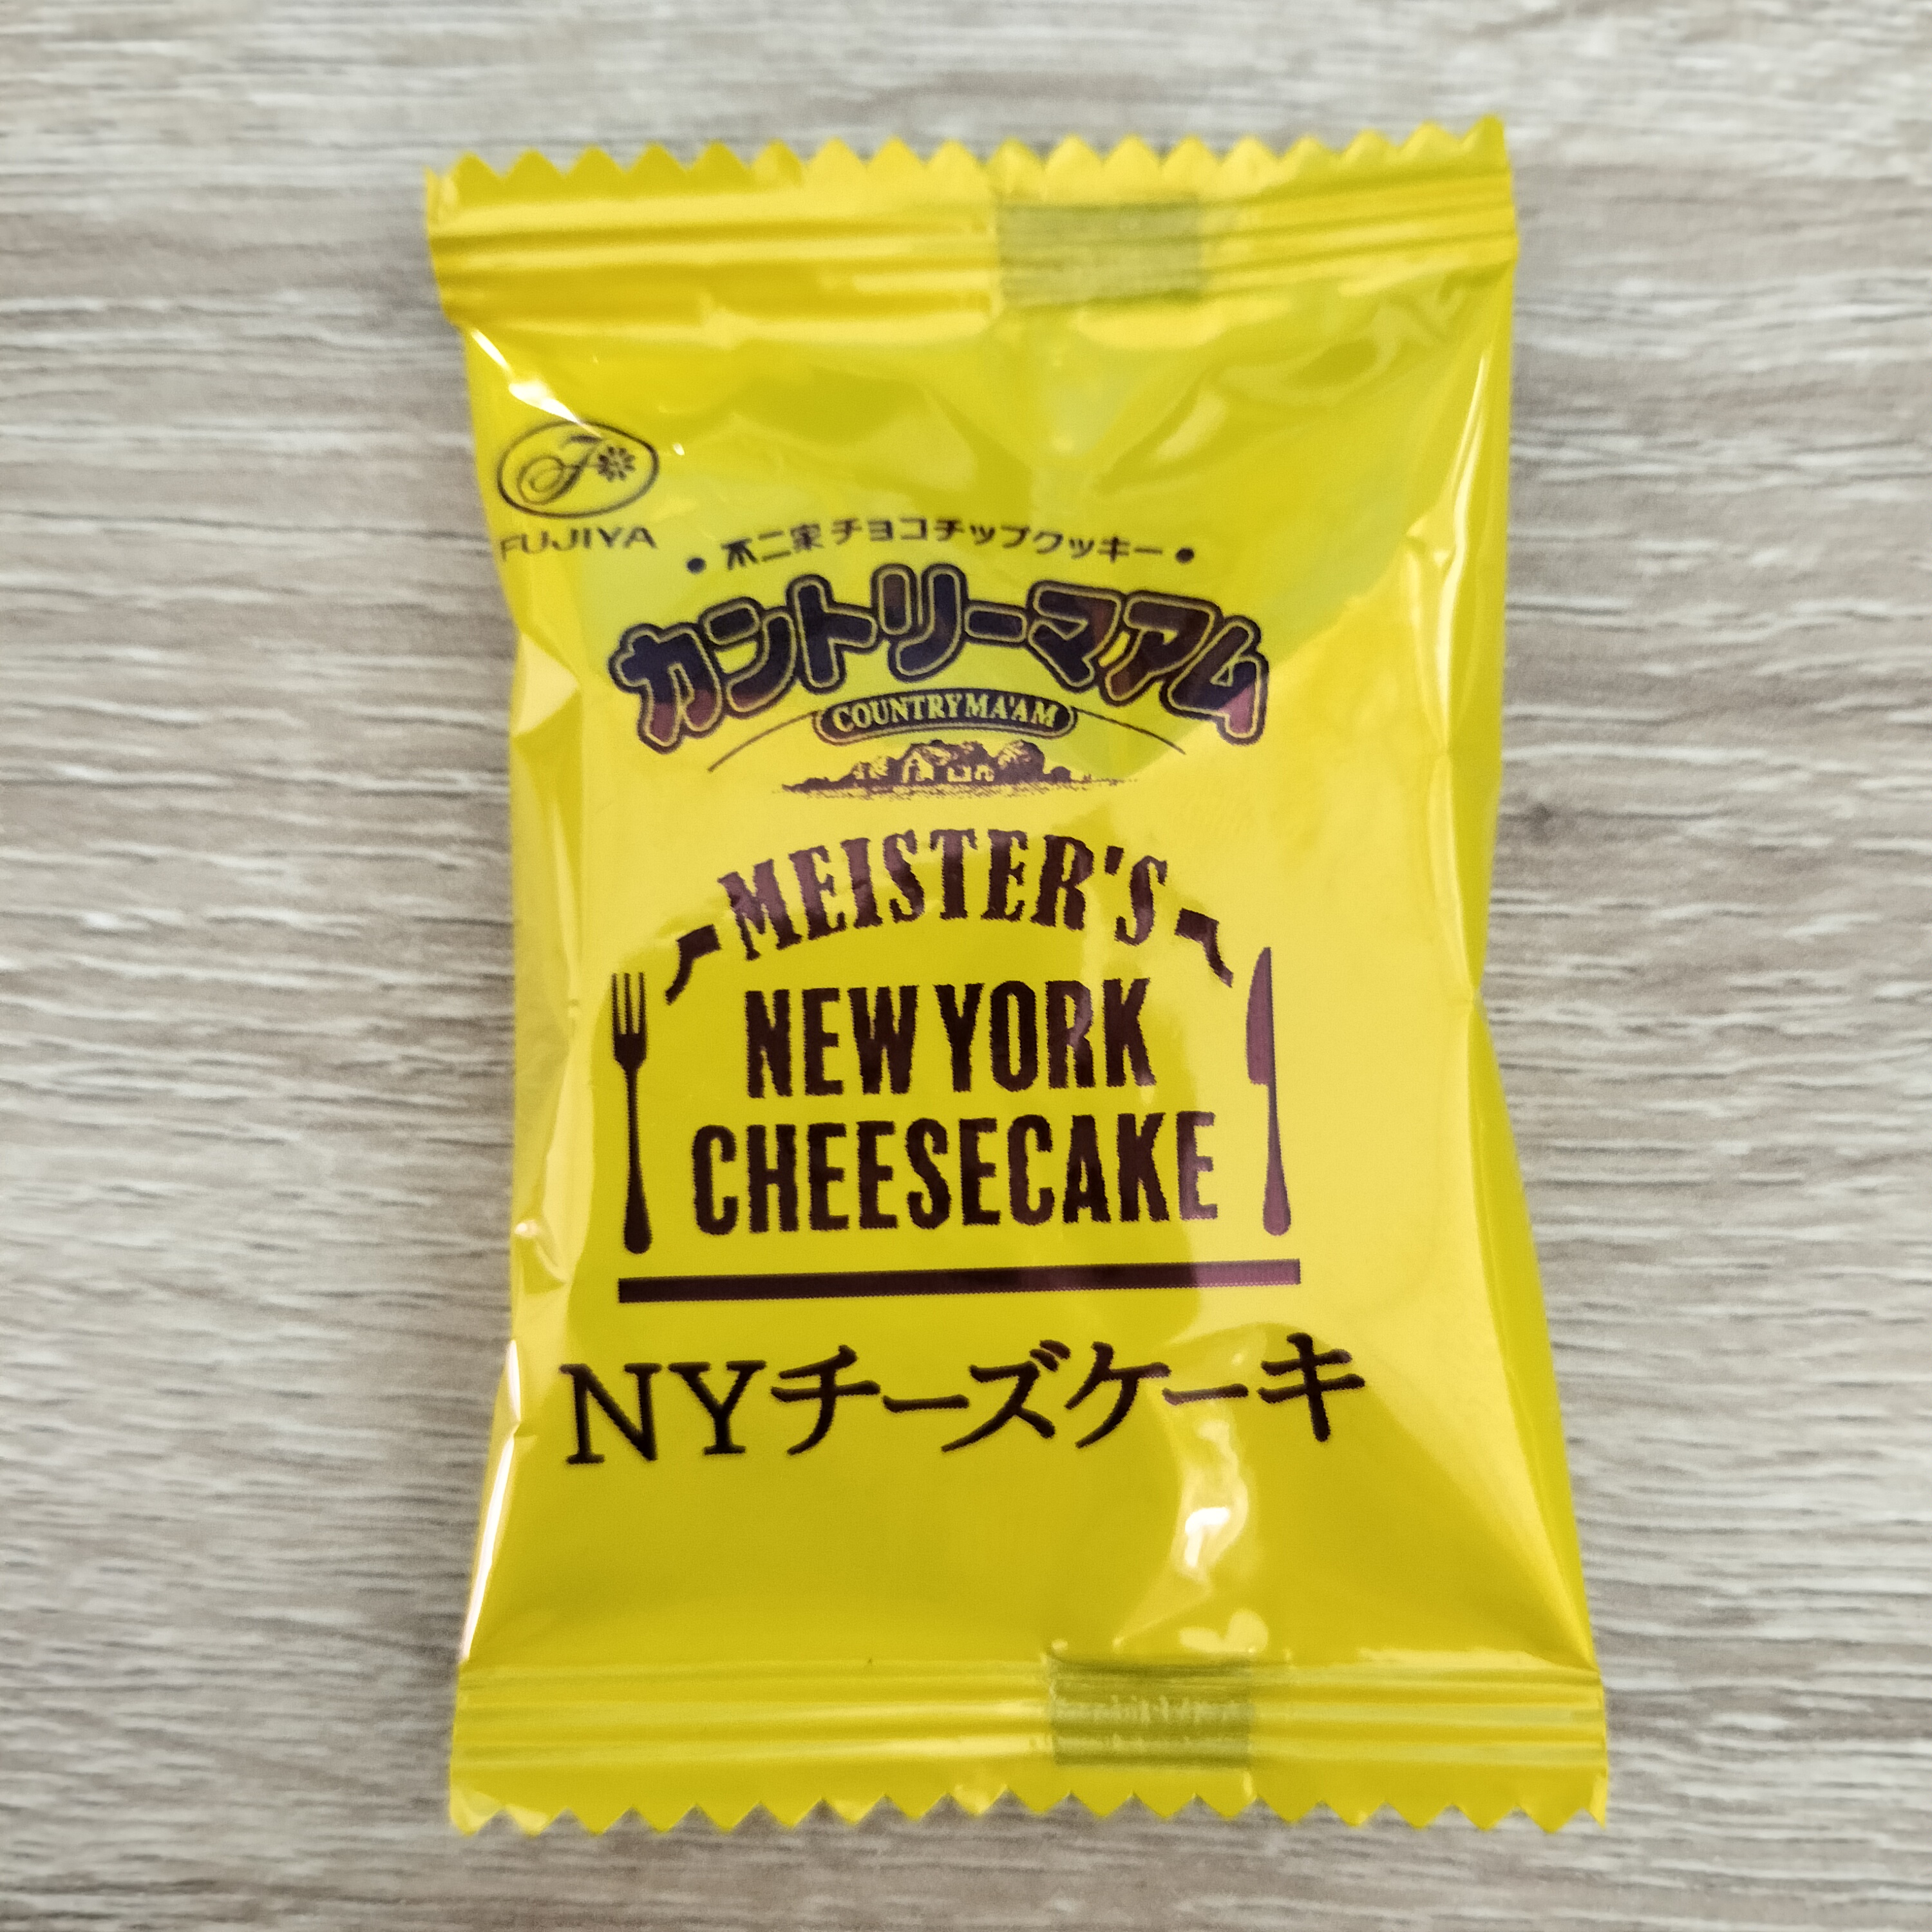 FUJIYA
不二家 チョコチップクッキー
カントリーマアム
COUNTRY MA'AM
MEISTER'S
NEW YORK
CHEESECAKE
NYチーズケーキ